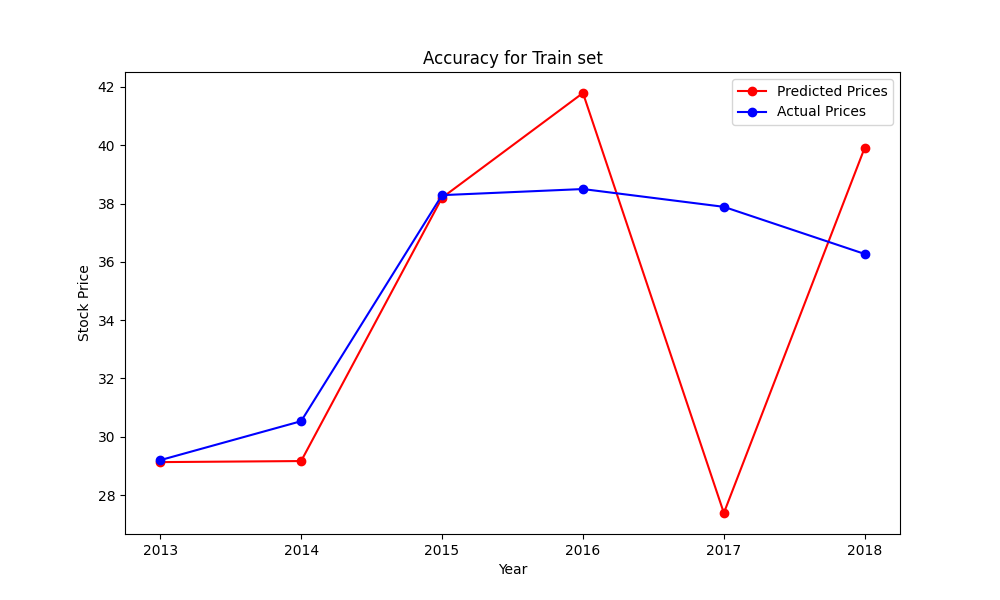 Accuracy for Train set
Predicted Prices
Actual Prices
42
40
38
36
34
32
30
28
Stock Price
2013 2014 2015 2016 2017 2018
Year